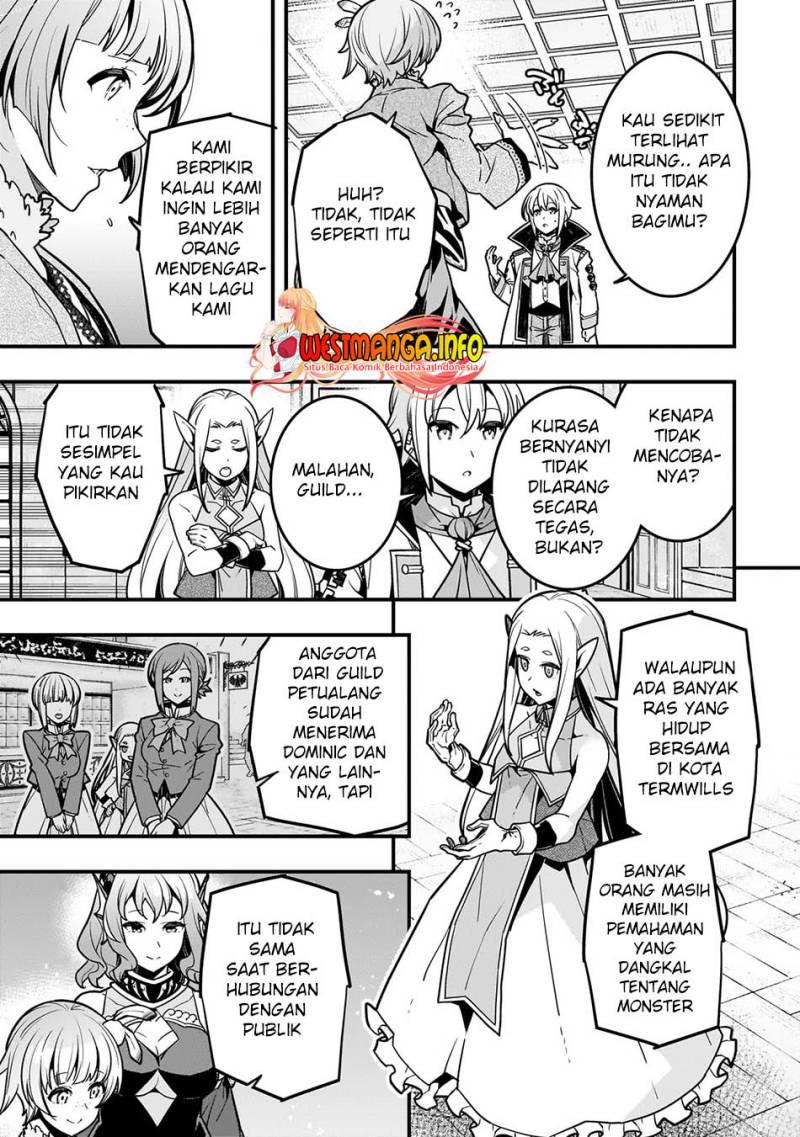 KAU SEDIKIT
TERLIHAT
MURUNG.. APA
ITU TIDAK
NYAMAN
BAGIMU?
HUH?
TIDAK, TIDAK
SEPERTI ITU
KAMI
BERPIKIR
KALAU KAMI
INGIN LEBIH
BANYAK
ORANG
MENDENGAR-
KAN LAGU
KAMI
WESTMANGA.INFO
Situs Baca Komik Berbahasa Indonesia
KENAPA
TIDAK
MENCOBA-
NYA?
KURASA
BERNYANYI
TIDAK
DILARANG
SECARA
TEGAS,
BUKAN?
MALAHAN,
GUILD...
ITU TIDAK
SESIMPEL
YANG KAU
PIKIRKAN
WALAUPUN
ADA BANYAK
RAS YANG
HIDUP
BERSAMA
DI KOTA
TERMWILLS
BANYAK
ORANG MASIH
MEMILIKI
PEMAHAMAN
YANG
DANGKAL
TENTANG
MONSTER
ANGGOTA
DARI GUILD
PETUALANG
SUDAH
MENERIMA
DOMINIC DAN
YANG LAIN-
NYA, TAPI
ITU TIDAK
SAMA
SAAT BER-
HUBUNGAN
DENGAN
PUBLIK